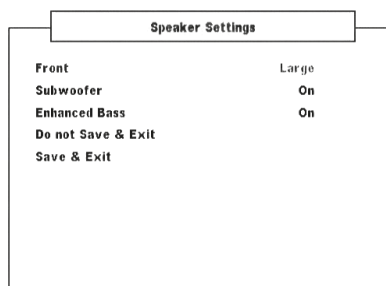 Speaker Settings
Front Large
Subwoofer On
Enhanced Bass On
Do not Save & Exit
Save & Exit